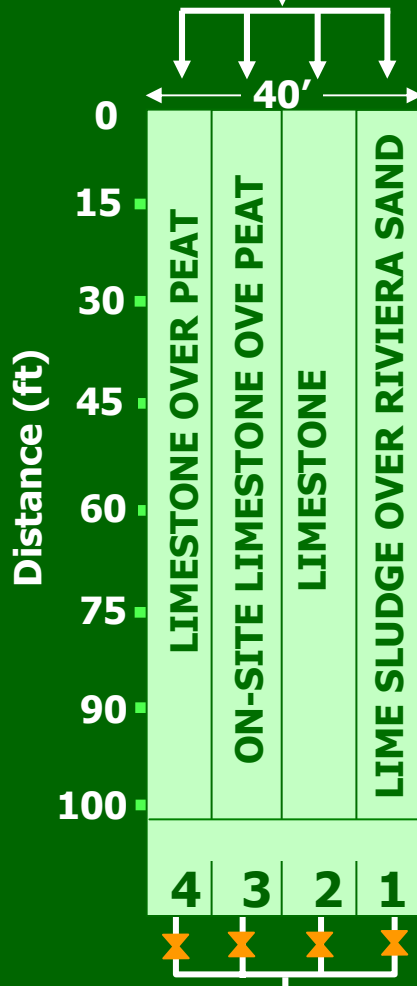 40’
0
15
30
45
60
75
90
100
Distance (ft)
LIMESTONE OVER PEAT
ON-SITE LIMESTONE OVE PEAT
LIMESTONE
LIME SLUDGE OVER RIVIERA SAND
4 3 2 1